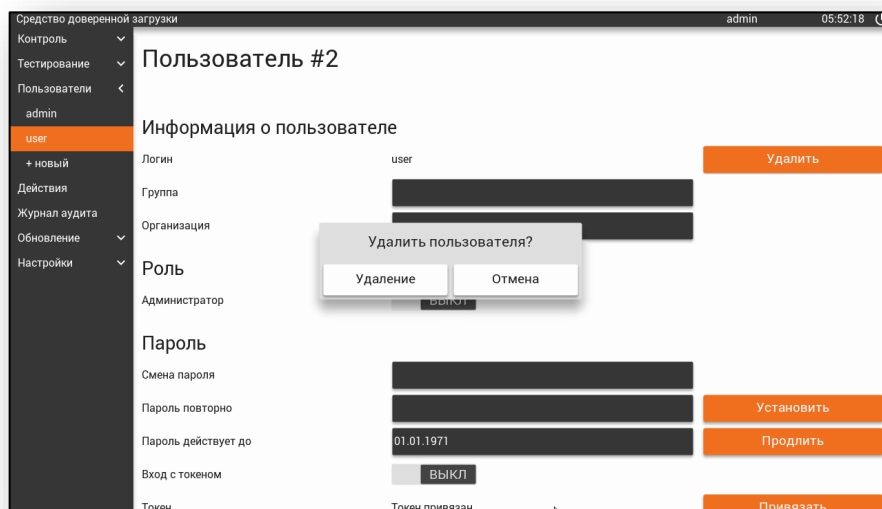 Средство доверенной загрузки admin 05:52:18
Контроль
Тестирование
Пользователи
admin
user
+ новый
Действия
Журнал аудита
Обновление
Настройки
Пользователь #2
Информация о пользователе
Логин user Удалить
Группа
Организация
Удалить пользователя?
Удаление Отмена
Роль
Администратор ВЫКЛ
Пароль
Смена пароля
Пароль повторно Установить
Пароль действует до 01.01.1971 Продлить
Вход с токеном ВЫКЛ
Токен Токен привязан Привязать